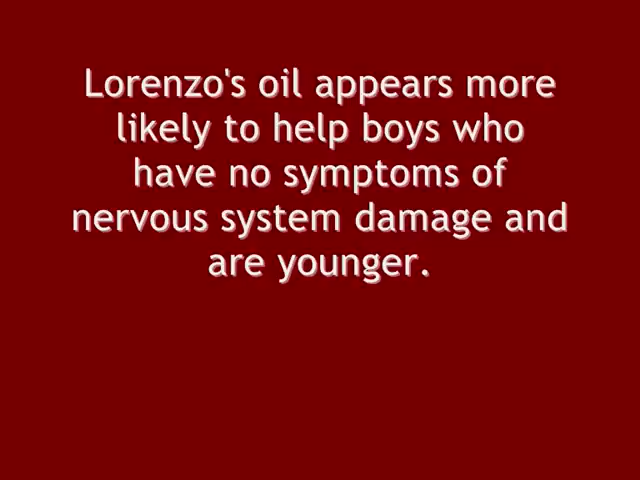 Lorenzo's oil appears more
likely to help boys who
have no symptoms of
nervous system damage and
are younger.